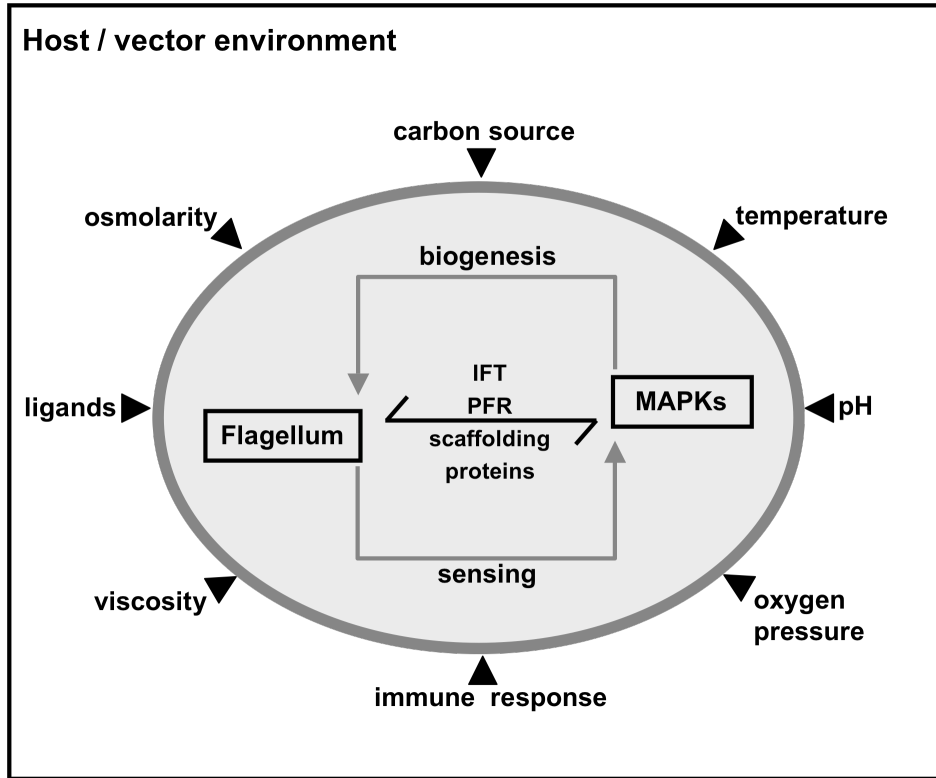 Host / vector environment
carbon source
osmolarity
temperature
biogenesis
IFT
PFR
MAPKs
ligands
pH
Flagellum
scaffolding
proteins
sensing
viscosity
oxygen
pressure
immune response